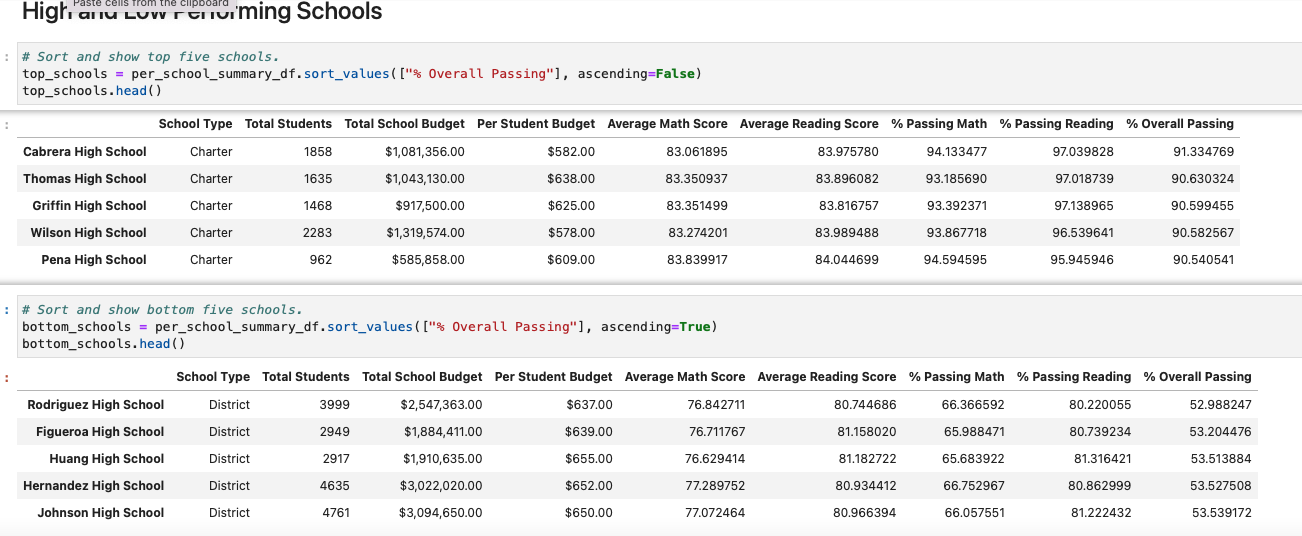 Paste cells from the clipboard
High and Low Performing Schools
: # Sort and show top five schools.
top_schools = per_school_summary_df.sort_values(["% Overall Passing"], ascending=False)
top_schools.head()
: School Type Total Students Total School Budget Per Student Budget Average Math Score Average Reading Score % Passing Math % Passing Reading % Overall Passing
Cabrera High School Charter 1858 $1,081,356.00 $582.00 83.061895 83.975780 94.133477 97.039828 91.334769
Thomas High School Charter 1635 $1,043,130.00 $638.00 83.350937 83.896082 93.185690 97.018739 90.630324
Griffin High School Charter 1468 $917,500.00 $625.00 83.351499 83.816757 93.392371 97.138965 90.599455
Wilson High School Charter 2283 $1,319,574.00 $578.00 83.274201 83.989488 93.867718 96.539641 90.582567
Pena High School Charter 962 $585,858.00 $609.00 83.839917 84.044699 94.594595 95.945946 90.540541
: # Sort and show bottom five schools.
bottom_schools = per_school_summary_df.sort_values(["% Overall Passing"], ascending=True)
bottom_schools.head()
: School Type Total Students Total School Budget Per Student Budget Average Math Score Average Reading Score % Passing Math % Passing Reading % Overall Passing
Rodriguez High School District 3999 $2,547,363.00 $637.00 76.842711 80.744686 66.366592 80.220055 52.988247
Figueroa High School District 2949 $1,884,411.00 $639.00 76.711767 81.158020 65.988471 80.739234 53.204476
Huang High School District 2917 $1,910,635.00 $655.00 76.629414 81.182722 65.683922 81.316421 53.513884
Hernandez High School District 4635 $3,022,020.00 $652.00 77.289752 80.934412 66.752967 80.862999 53.527508
Johnson High School District 4761 $3,094,650.00 $650.00 77.072464 80.966394 66.057551 81.222432 53.539172